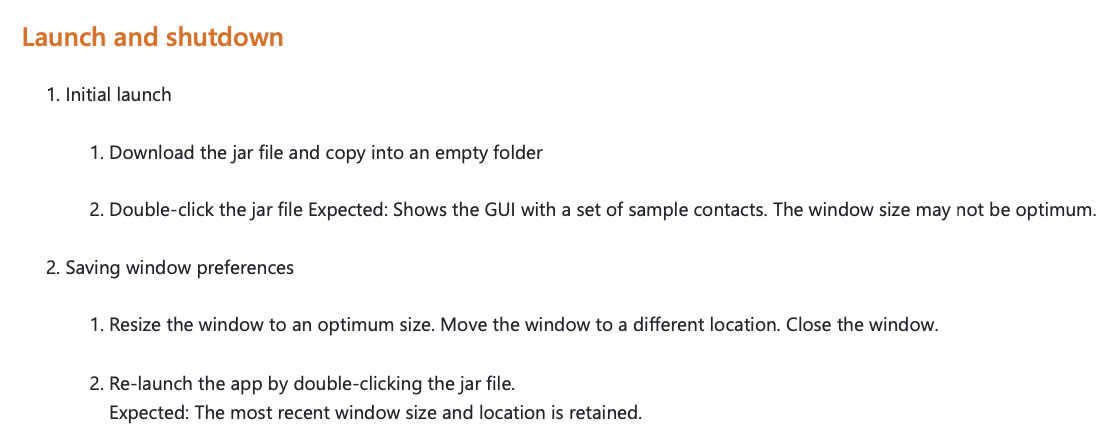 Launch and shutdown
1. Initial launch
1. Download the jar file and copy into an empty folder
2. Double-click the jar file Expected: Shows the GUI with a set of sample contacts. The window size may not be optimum.
2. Saving window preferences
1. Resize the window to an optimum size. Move the window to a different location. Close the window.
2. Re-launch the app by double-clicking the jar file.
Expected: The most recent window size and location is retained.